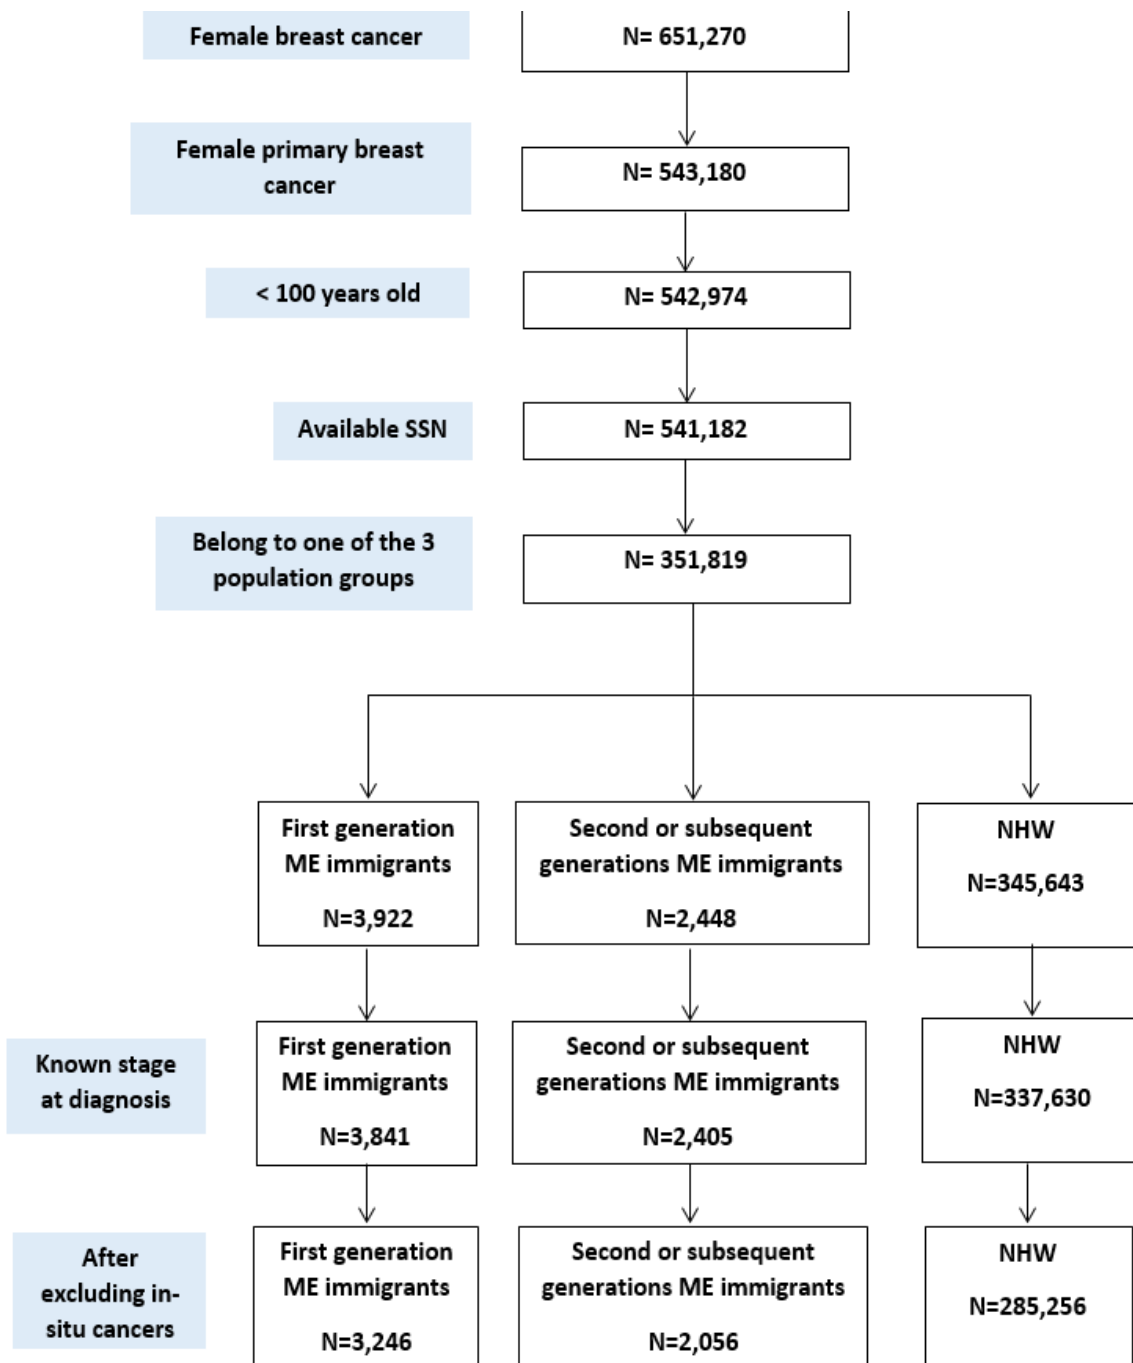 Female breast cancer
N= 651,270
Female primary breast
cancer
N= 543,180
< 100 years old
N= 542,974
Available SSN
N= 541,182
Belong to one of the 3
population groups
N= 351,819
First generation
ME immigrants
N=3,922
Second or subsequent
generations ME immigrants
N=2,448
NHW
N=345,643
Known stage
at diagnosis
First generation
ME immigrants
N=3,841
Second or subsequent
generations ME immigrants
N=2,405
NHW
N=337,630
After
excluding in-
situ cancers
First generation
ME immigrants
N=3,246
Second or subsequent
generations ME immigrants
N=2,056
NHW
N=285,256